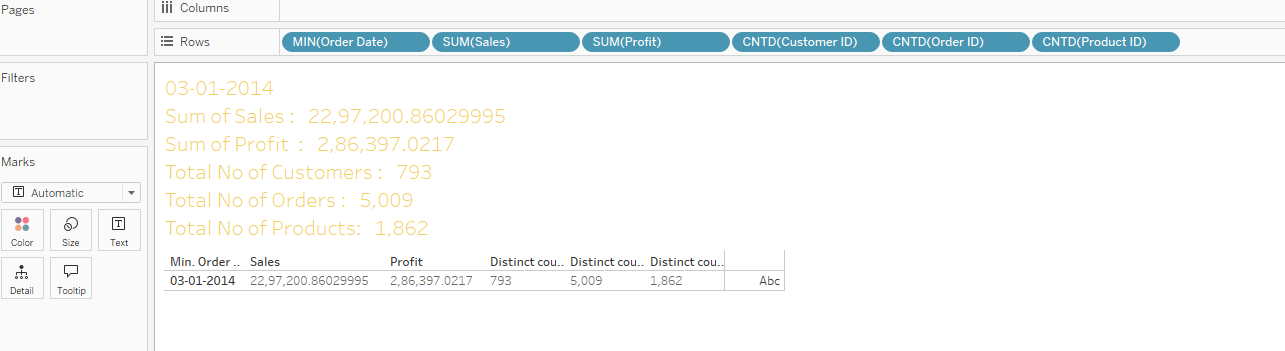 Pages
Columns
Rows MIN(Order Date) SUM(Sales) SUM(Profit) CNTD(Customer ID) CNTD(Order ID) CNTD(Product ID)
Filters
Marks
Automatic
Color Size Text
Detail Tooltip
03-01-2014
Sum of Sales : 22,97,200.86029995
Sum of Profit : 2,86,397.0217
Total No of Customers : 793
Total No of Orders : 5,009
Total No of Products: 1,862
Min. Order .. Sales Profit Distinct cou.. Distinct cou.. Distinct cou..
03-01-2014 22,97,200.86029995 2,86,397.0217 793 5,009 1,862 Abc